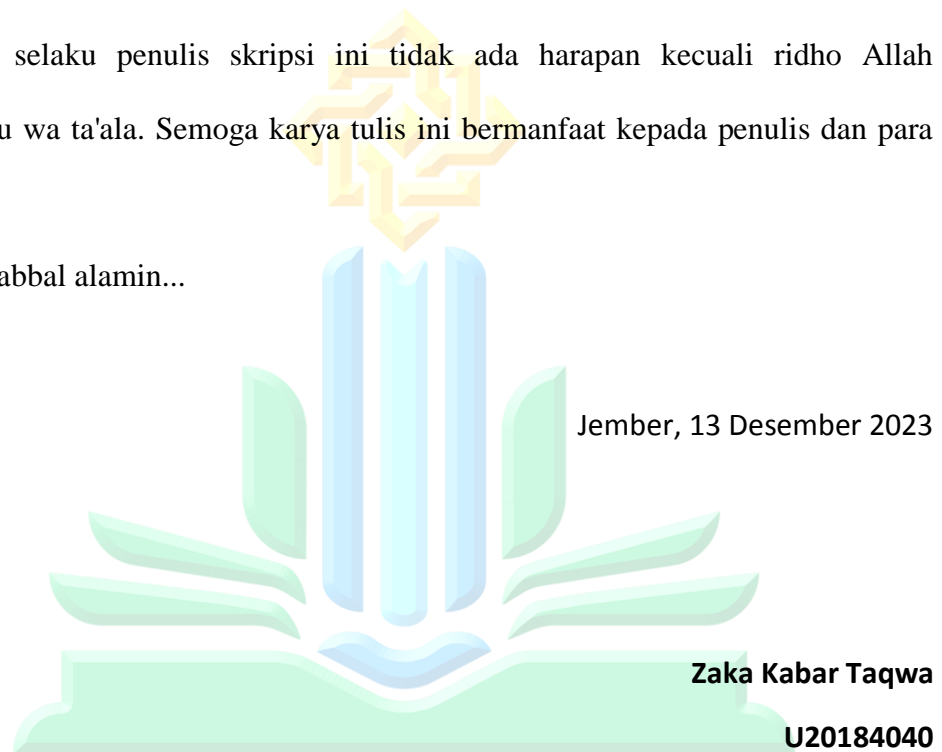 selaku penulis skripsi ini tidak ada harapan kecuali ridho Allah
u wa ta'ala. Semoga karya tulis ini bermanfaat kepada penulis dan para
abbal alamin...
Jember, 13 Desember 2023
Zaka Kabar Taqwa
U20184040